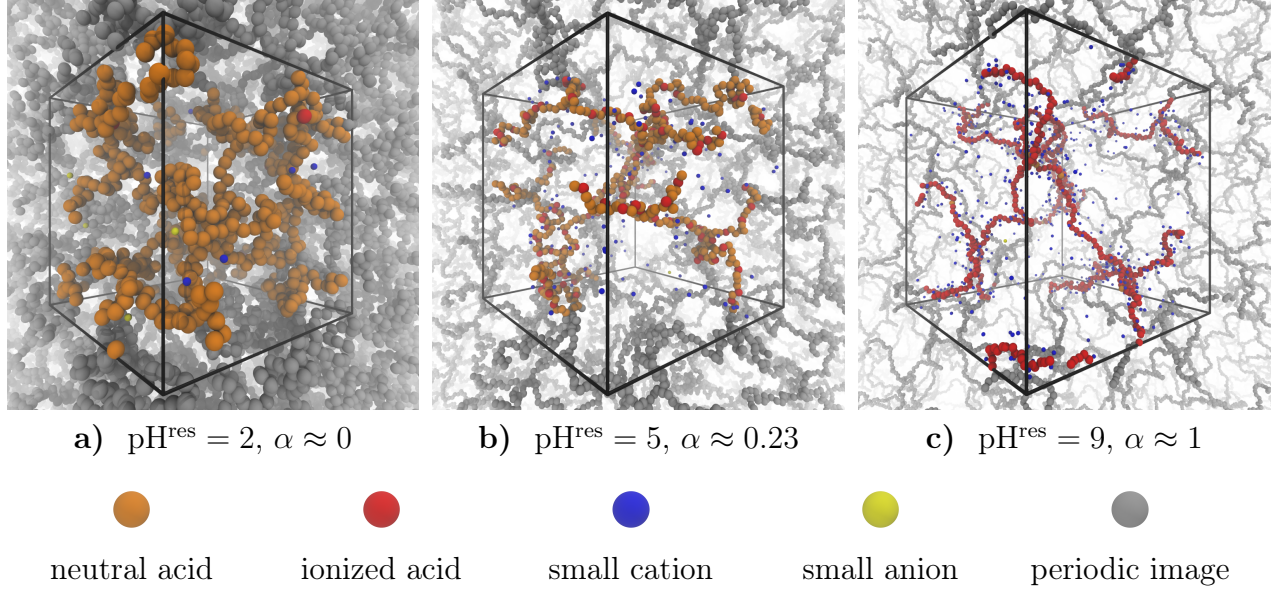 a) pH^res = 2, α ≈ 0
b) pH^res = 5, α ≈ 0.23
c) pH^res = 9, α ≈ 1
neutral acid
ionized acid
small cation
small anion
periodic image